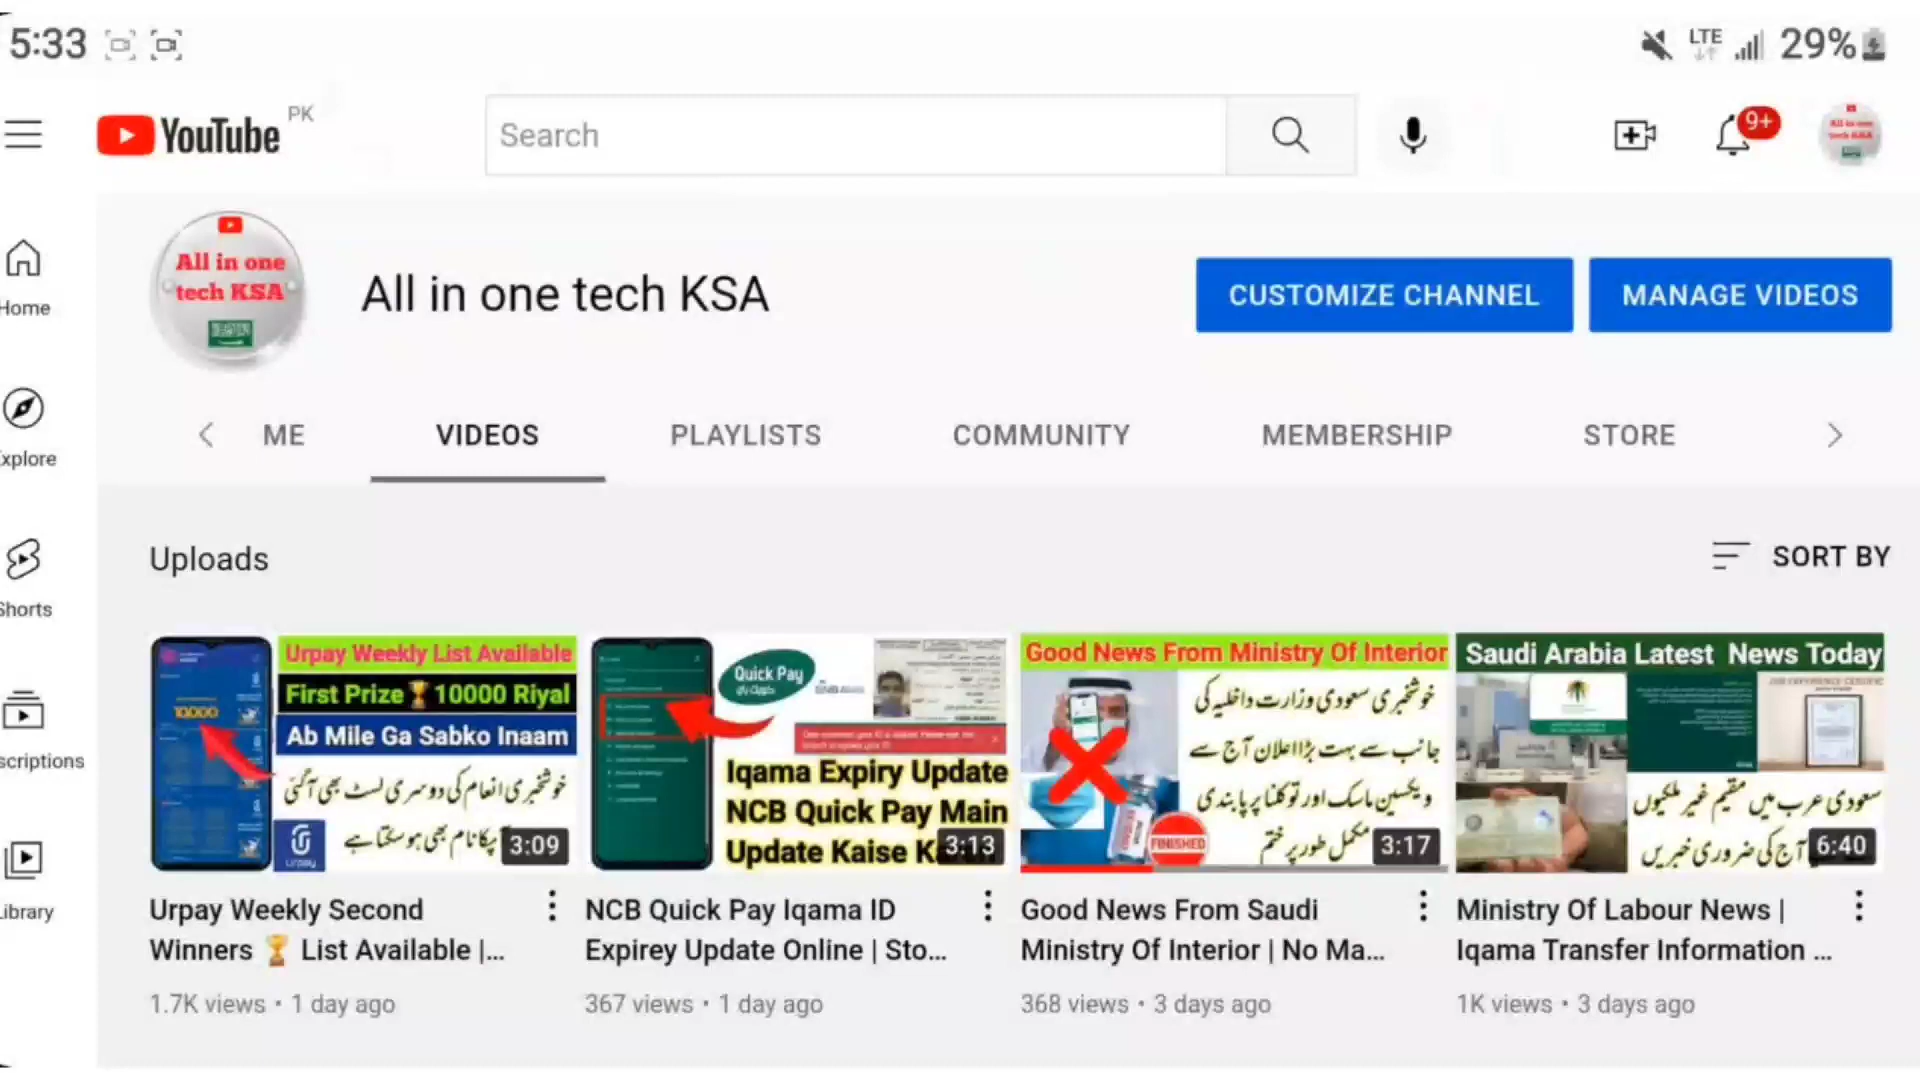 5:33
LTE
29%
YouTube PK
Search
9+
All in one
tech KSA
All in one tech KSA
CUSTOMIZE CHANNEL
MANAGE VIDEOS
ME
VIDEOS
PLAYLISTS
COMMUNITY
MEMBERSHIP
STORE
Home
Explore
Shorts
scriptions
Library
Uploads
SORT BY
Urpay Weekly List Available
First Prize🏆10000 Riyal
Ab Mile Ga Sabko Inaam
خوشخبری انعام کی دوسری لسٹ بھی آگئی
پکا نام بھی ہو سکتا ہے
10000
urpay
3:09
Urpay Weekly Second
Winners 🏆 List Available |...
1.7K views • 1 day ago
Quick Pay
كويك باي
Iqama Expiry Update
NCB Quick Pay Main
Update Kaise K
3:13
NCB Quick Pay Iqama ID
Expirey Update Online | Sto...
367 views • 1 day ago
Good News From Ministry Of Interior
خوشخبری سعودی وزارت داخلیہ کی
جانب سے بہت بڑا اعلان آج سے
ویکسین ماسک اور توکلنا پر پابندی
مکمل طور پر ختم
FINISHED
3:17
Good News From Saudi
Ministry Of Interior | No Ma...
368 views • 3 days ago
Saudi Arabia Latest News Today
سعودی عرب میں مقیم غیر ملکیوں
آج کی ضروری خبریں
6:40
Ministry Of Labour News |
Iqama Transfer Information ...
1K views • 3 days ago